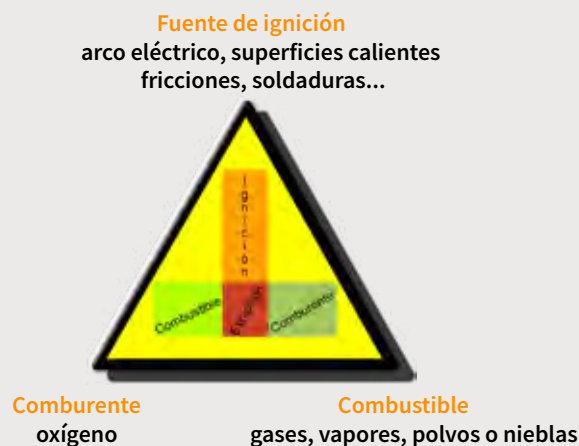 Fuente de ignición
arco eléctrico, superficies calientes
fricciones, soldaduras...
Ignición
Combustible
Comburente
Comburente
oxígeno
Combustible
gases, vapores, polvos o nieblas